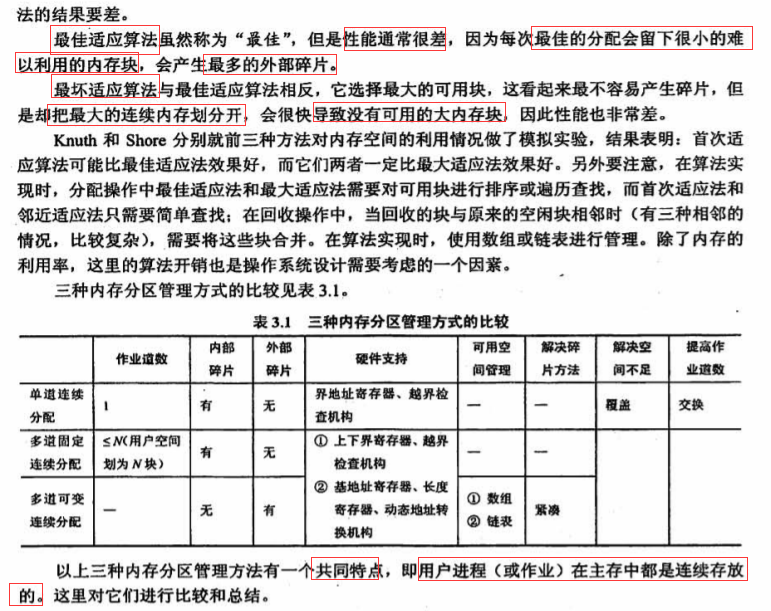 法的结果要差。
最佳适应算法虽然称为“最佳”，但是性能通常很差，因为每次最佳的分配会留下很小的难
以利用的内存块，会产生最多的外部碎片。
最坏适应算法与最佳适应算法相反，它选择最大的可用块，这看起来最不容易产生碎片，但
是却把最大的连续内存划分开，会很快导致没有可用的大内存块，因此性能也非常差。
Knuth 和 Shore 分别就前三种方法对内存空间的利用情况做了模拟实验，结果表明：首次适
应算法可能比最佳适应法效果好，而它们两者一定比最大适应法效果好。另外要注意，在算法实
现时，分配操作中最佳适应法和最大适应法需要对可用块进行排序或遍历查找，而首次适应法和
邻近适应法只需要简单查找；在回收操作中，当回收的块与原来的空闲块相邻时（有三种相邻的
情况，比较复杂），需要将这些块合并。在算法实现时，使用数组或链表进行管理。除了内存的
利用率，这里的算法开销也是操作系统设计需要考虑的一个因素。
三种内存分区管理方式的比较见表 3.1。
表 3.1 三种内存分区管理方式的比较
作业道数 内部碎片 外部碎片 硬件支持 可用空间管理 解决碎片方法 解决空间不足 提高作业道数
单道连续分配 1 有 无 界地址寄存器、越界检查机构 — — 覆盖 交换
多道固定连续分配 ≤N(用户空间划为 N 块) 有 无 ① 上下界寄存器、越界检查机构 — —
② 基地址寄存器、长度寄存器、动态地址转换机构
多道可变连续分配 — 无 有 ① 数组 ② 链表 紧凑
以上三种内存分区管理方法有一个共同特点，即用户进程（或作业）在主存中都是连续存放
的。这里对它们进行比较和总结。